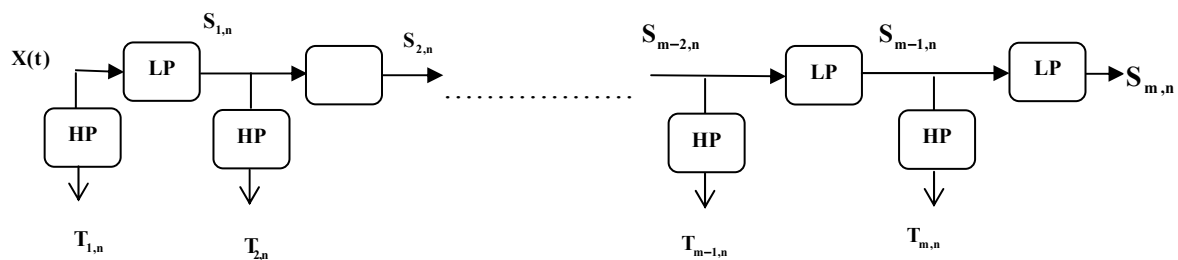 X(t)
LP
S₁,ₙ
S₂,ₙ
HP
HP
T₁,ₙ
T₂,ₙ
....................
Sₘ₋₂,ₙ
LP
Sₘ₋₁,ₙ
LP
Sₘ,ₙ
HP
HP
Tₘ₋₁,ₙ
Tₘ,ₙ